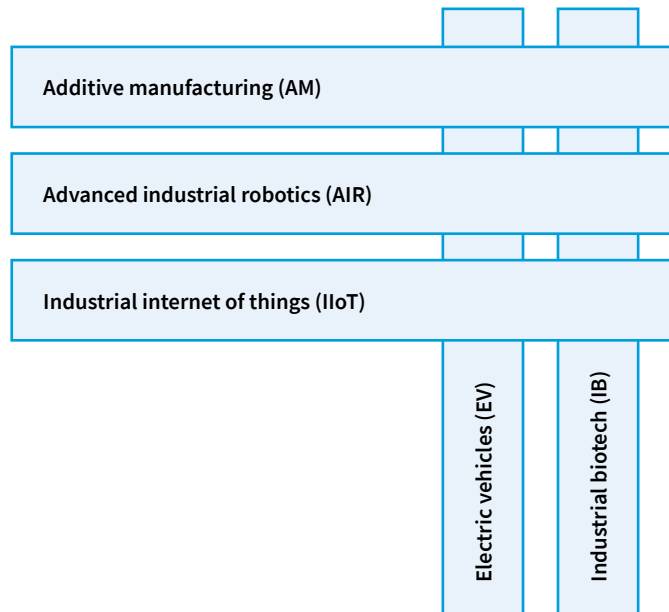 Additive manufacturing (AM)
Advanced industrial robotics (AIR)
Industrial internet of things (IIoT)
Electric vehicles (EV)
Industrial biotech (IB)